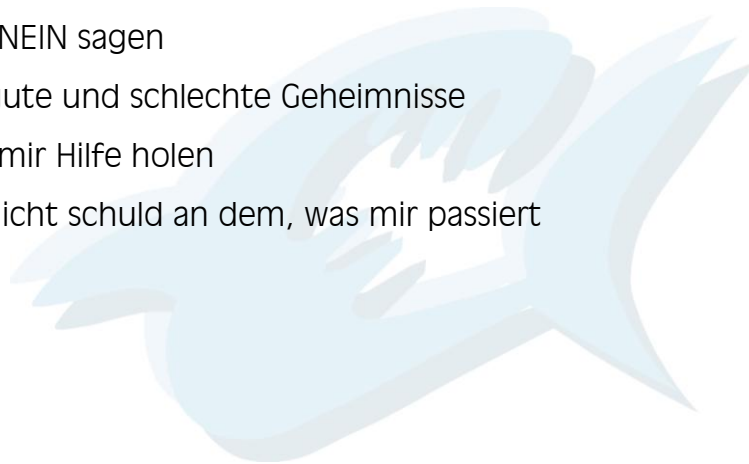 NEIN sagen
ute und schlechte Geheimnisse
mir Hilfe holen
icht schuld an dem, was mir passiert